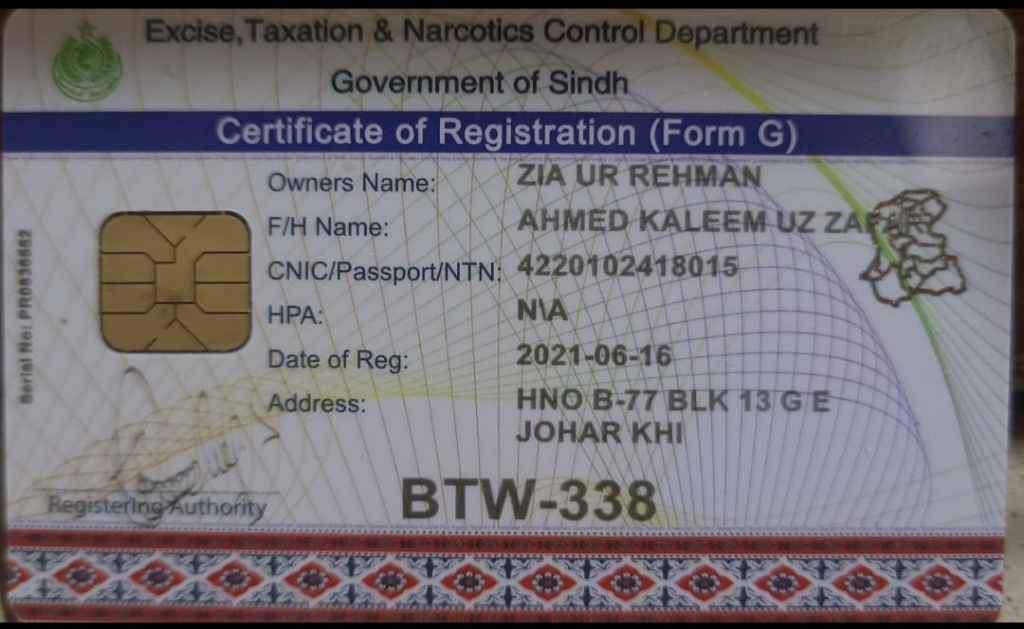 Excise, Taxation & Narcotics Control Department
Government of Sindh
Certificate of Registration (Form G)
Owners Name: ZIA UR REHMAN
F/H Name: AHMED KALEEM UZ ZAFAR
CNIC/Passport/NTN: 4220102418015
HPA: N\A
Date of Reg: 2021-06-16
Address: HNO B-77 BLK 13 G E
JOHAR KHI
Serial No: PR0836552
Registering Authority
BTW-338